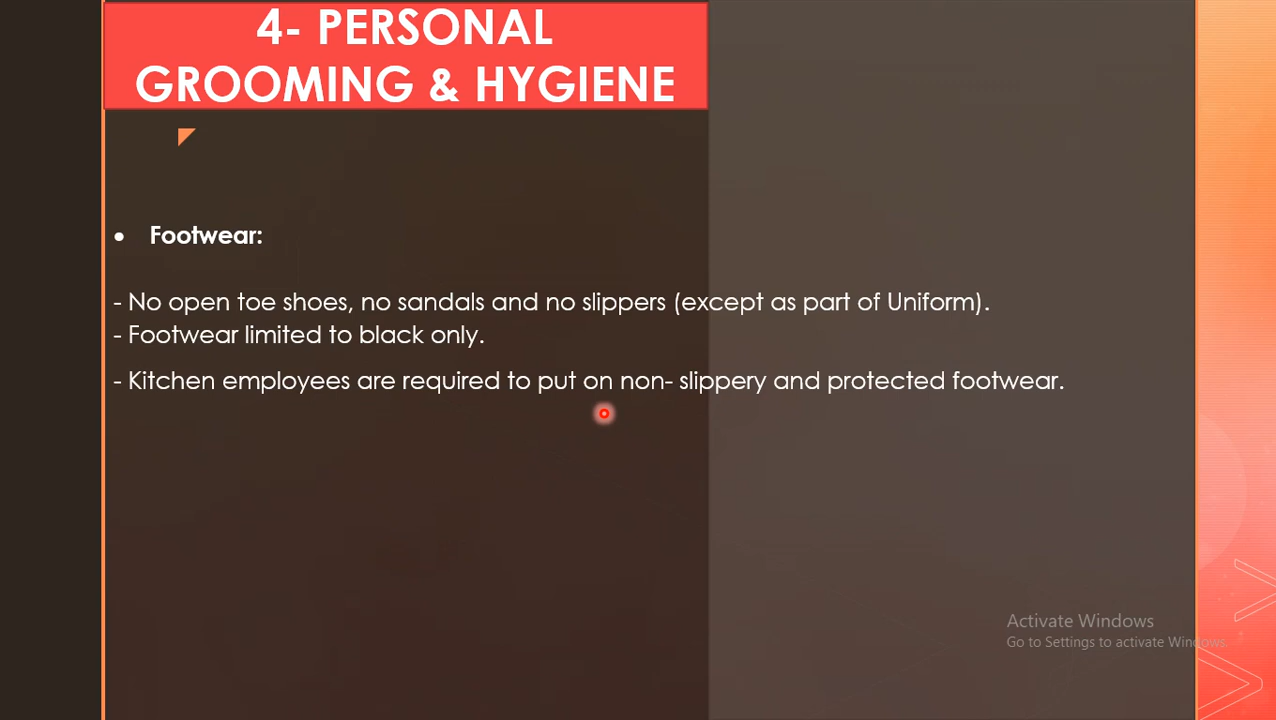 4- PERSONAL
GROOMING & HYGIENE
• Footwear:
- No open toe shoes, no sandals and no slippers (except as part of Uniform).
- Footwear limited to black only.
- Kitchen employees are required to put on non- slippery and protected footwear.
Activate Windows
Go to Settings to activate Windows.